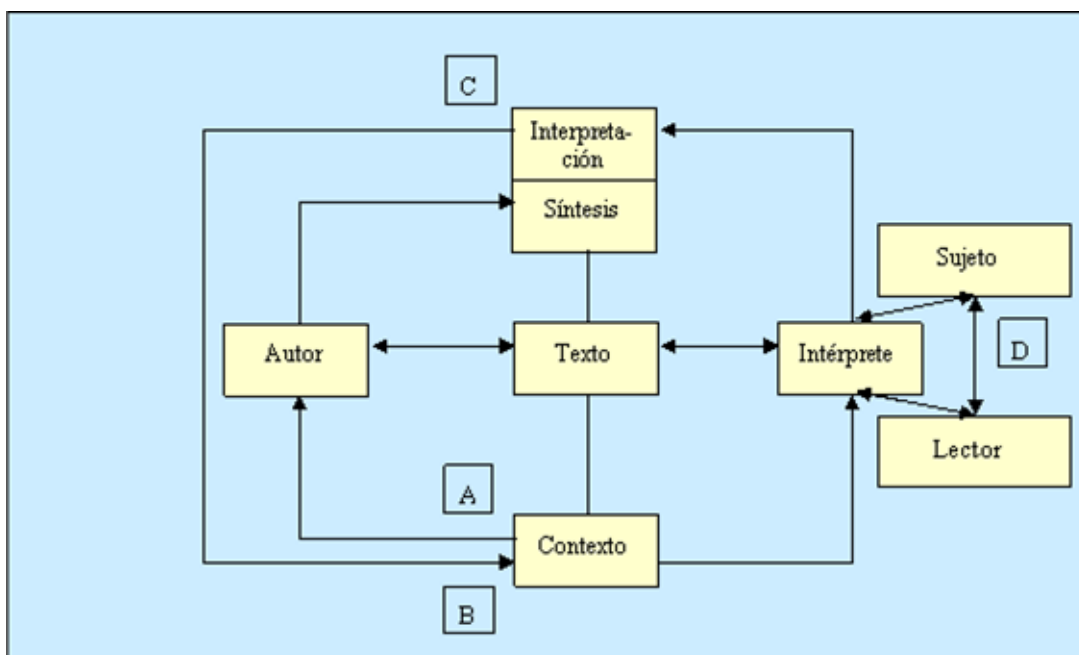 C
Interpreta-
ción
Síntesis
Sujeto
Autor
Texto
Intérprete
D
Lector
A
Contexto
B